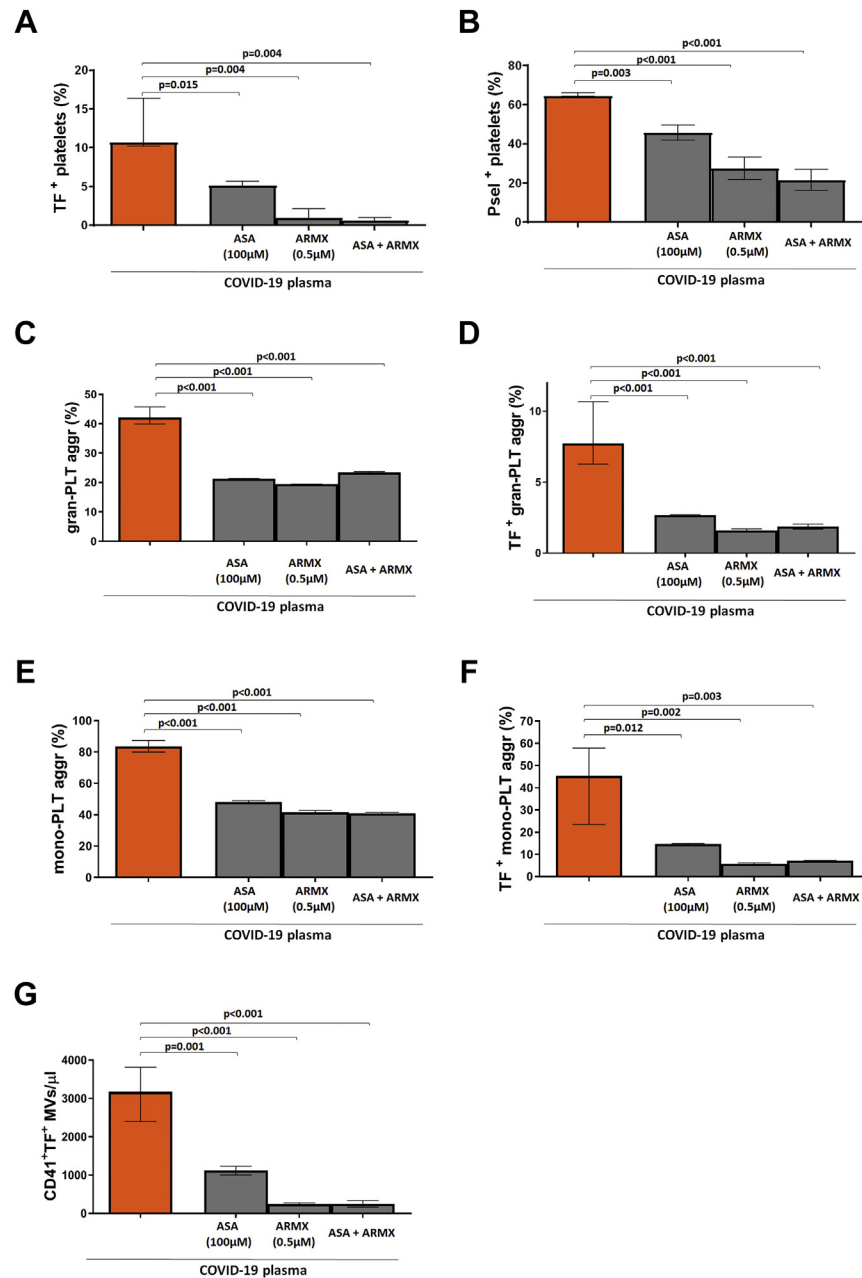 A
p=0.004
p=0.004
p=0.015
TF + platelets (%)
20
15
10
5
0
ASA (100μM)
ARMX (0.5μM)
ASA + ARMX
COVID-19 plasma
B
p<0.001
p<0.001
p=0.003
Psel + platelets (%)
80
60
40
20
0
ASA (100μM)
ARMX (0.5μM)
ASA + ARMX
COVID-19 plasma
C
p<0.001
p<0.001
p<0.001
gran-PLT aggr (%)
50
40
30
20
10
0
ASA (100μM)
ARMX (0.5μM)
ASA + ARMX
COVID-19 plasma
D
p<0.001
p<0.001
p<0.001
TF + gran-PLT aggr (%)
10
5
0
ASA (100μM)
ARMX (0.5μM)
ASA + ARMX
COVID-19 plasma
E
p<0.001
p<0.001
p<0.001
mono-PLT aggr (%)
100
80
60
40
20
0
ASA (100μM)
ARMX (0.5μM)
ASA + ARMX
COVID-19 plasma
F
p=0.003
p=0.002
p=0.012
TF + mono-PLT aggr (%)
70
60
50
40
30
20
10
0
ASA (100μM)
ARMX (0.5μM)
ASA + ARMX
COVID-19 plasma
G
p<0.001
p<0.001
p=0.001
CD41+TF+ MVs/μl
4000
3000
2000
1000
0
ASA (100μM)
ARMX (0.5μM)
ASA + ARMX
COVID-19 plasma